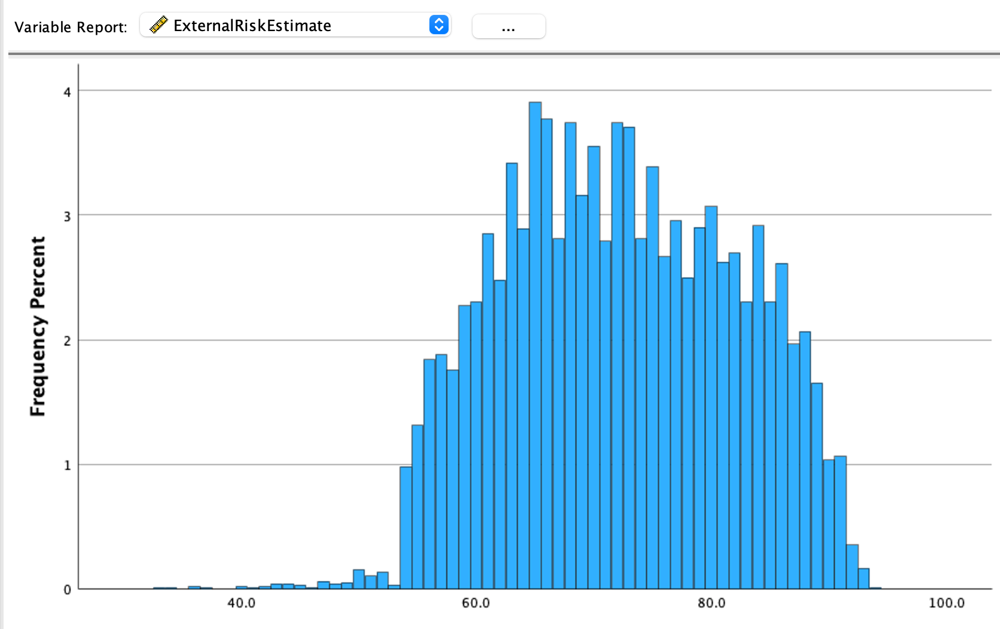 Variable Report: ExternalRiskEstimate ...
4
3
2
1
0
Frequency Percent
40.0 60.0 80.0 100.0